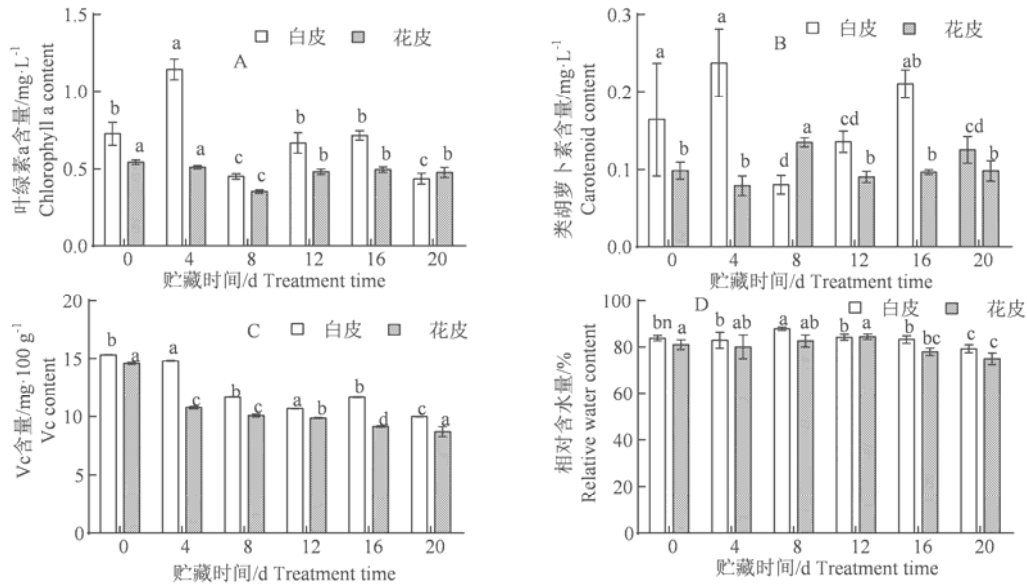 1.5
1.0
0.5
0.0
叶绿素a含量/mg·L⁻¹
Chlorophyll a content
白皮 花皮
A
b a a a c c b b b b c b
0 4 8 12 16 20
贮藏时间/d Treatment time
0.3
0.2
0.1
0.0
类胡萝卜素含量/mg·L⁻¹
Carotenoid content
白皮 花皮
B
a b a b d a cd b ab b cd b
0 4 8 12 16 20
贮藏时间/d Treatment time
20
15
10
5
0
Vc含量/mg·100 g⁻¹
Vc content
C 白皮 花皮
b a a c b c a b b d c a
0 4 8 12 16 20
贮藏时间/d Treatment time
100
80
60
40
20
0
相对含水量/%
Relative water content
D 白皮 花皮
bn a b ab a ab b a b bc c c
0 4 8 12 16 20
贮藏时间/d Treatment time